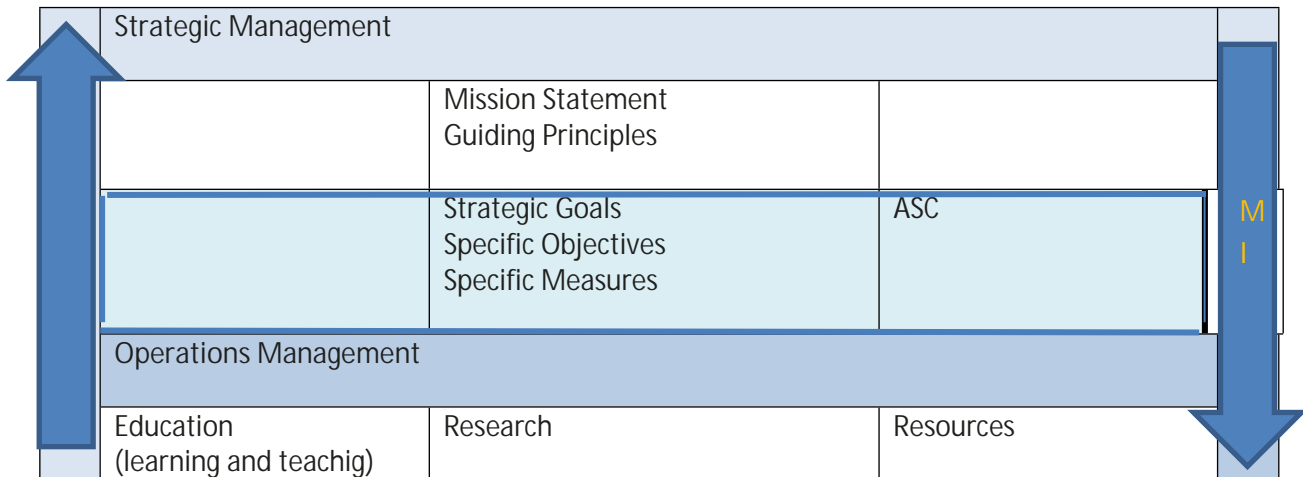 Strategic Management
Mission Statement
Guiding Principles
Strategic Goals
Specific Objectives
Specific Measures
ASC
M
I
Operations Management
Education
(learning and teachig)
Research
Resources